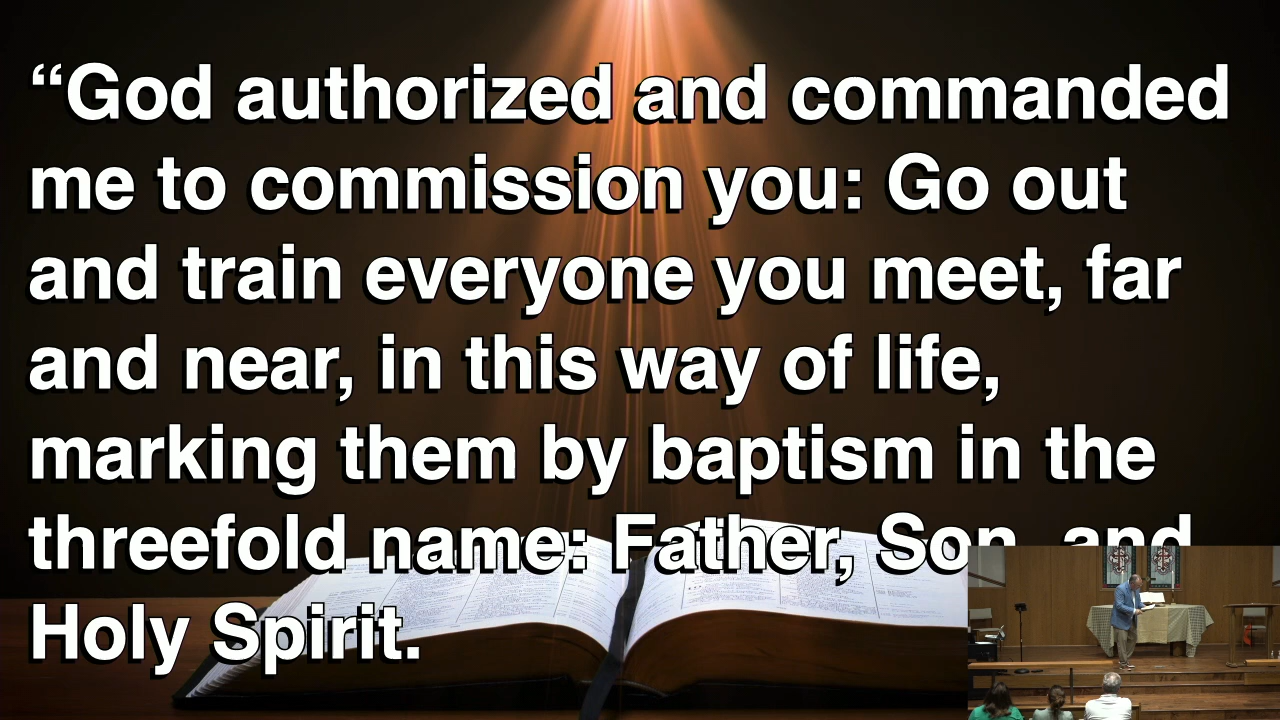 “God authorized and commanded
me to commission you: Go out
and train everyone you meet, far
and near, in this way of life,
marking them by baptism in the
threefold name: Father, Son, and
Holy Spirit.